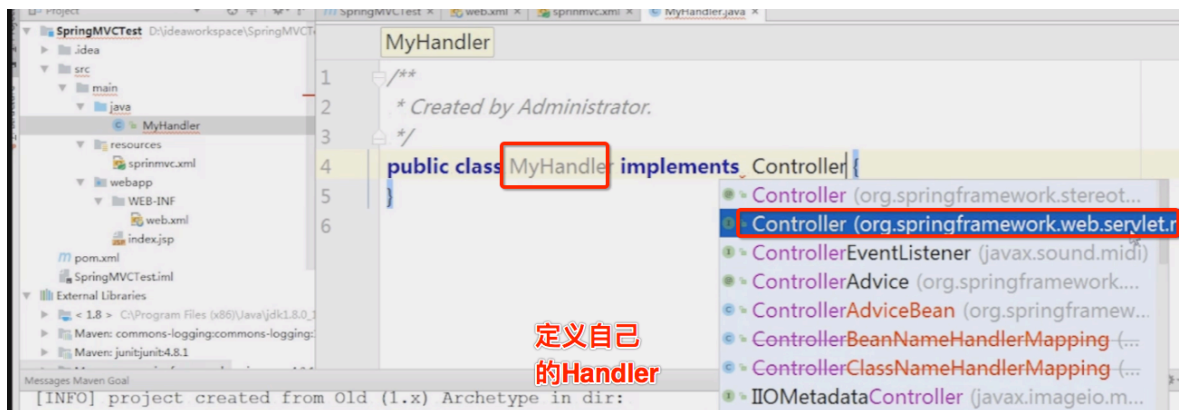 Project
SpringMVCTest ×
web.xml ×
sprinmvc.xml ×
MyHandler.java ×
SpringMVCTest D:\ideaworkspace\SpringMVCT
.idea
src
main
java
MyHandler
resources
sprinmvc.xml
webapp
WEB-INF
web.xml
index.jsp
pom.xml
SpringMVCTest.iml
External Libraries
< 1.8 > C:\Program Files (x86)\Java\jdk1.8.0_1
Maven: commons-logging:commons-logging:
Maven: junit:junit:4.8.1
MyHandler
1 /**
2 * Created by Administrator.
3 */
4 public class MyHandler implements Controller {
5 }
6
Controller (org.springframework.stereot...
Controller (org.springframework.web.servlet.r
ControllerEventListener (javax.sound.midi)
ControllerAdvice (org.springframework....
ControllerAdviceBean (org.springframew...
ControllerBeanNameHandlerMapping (...
ControllerClassNameHandlerMapping (...
IIOMetadataController (javax.imageio.m...
定义自己
的Handler
Messages Maven Goal
[INFO] project created from Old (1.x) Archetype in dir: